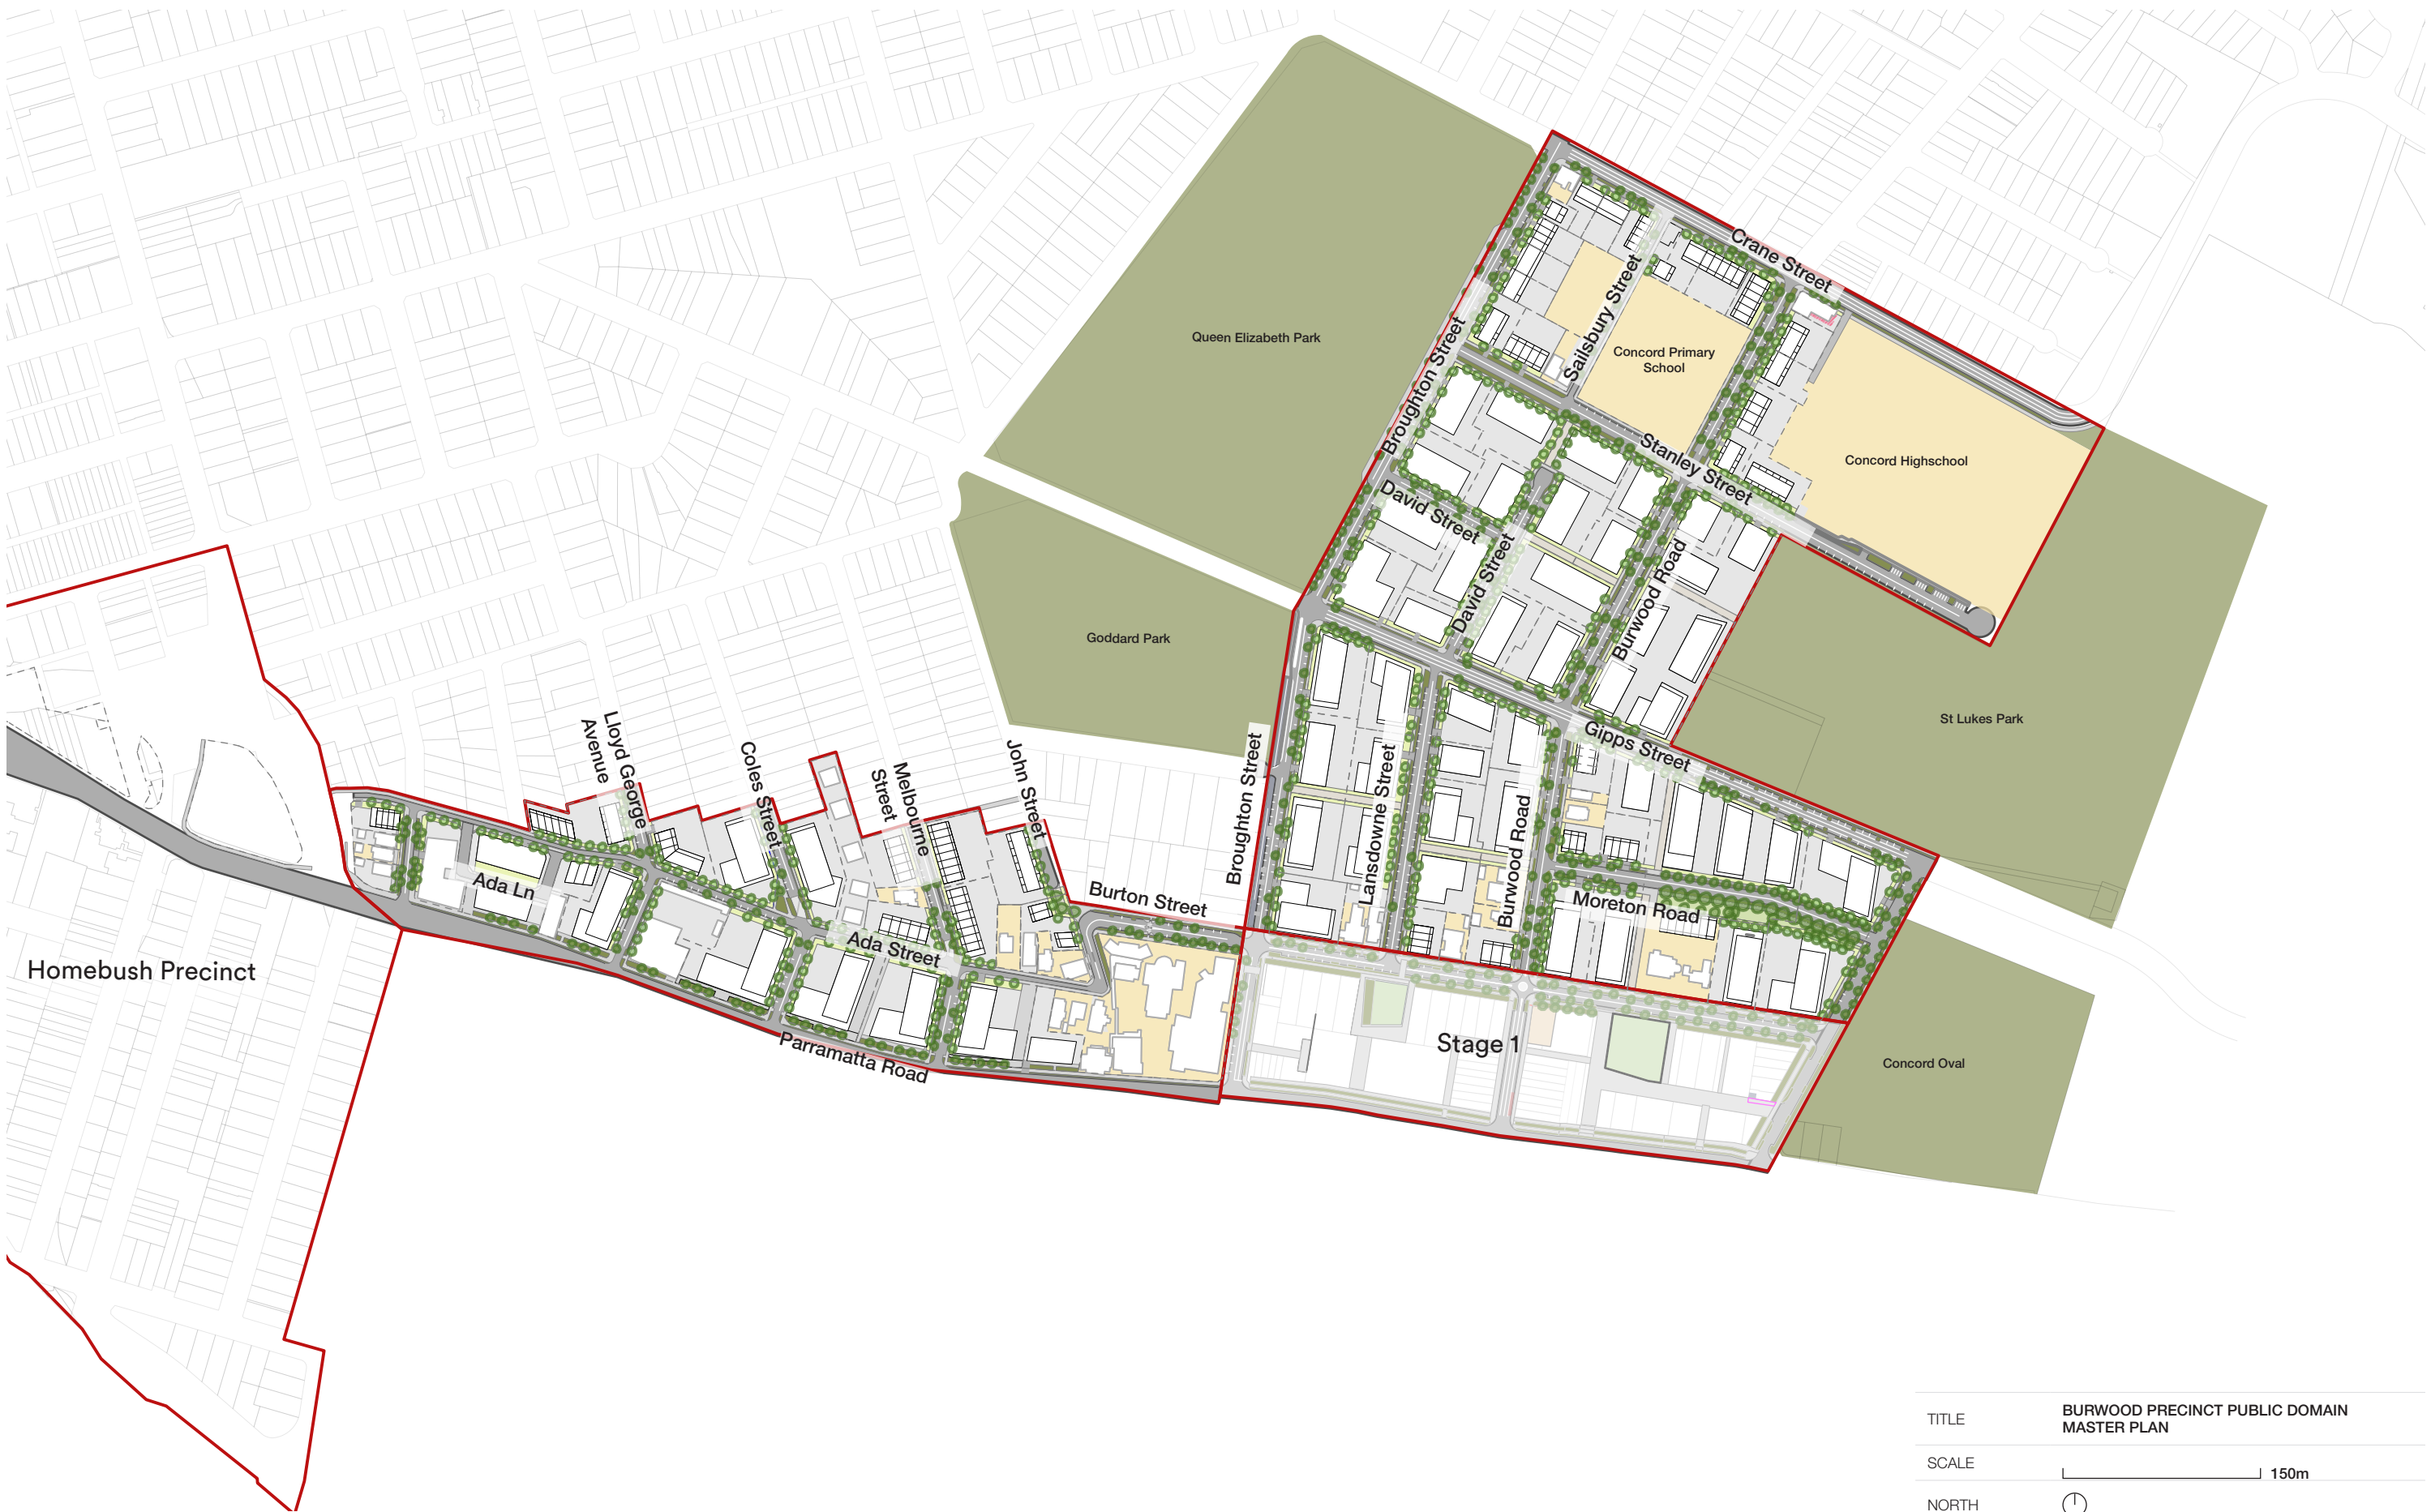 Crane Street
Queen Elizabeth Park
Sailsbury Street
Concord Primary
School
Broughton Street
Concord Highschool
Stanley Street
David Street
David Street
Burwood Road
Goddard Park
St Lukes Park
Lloyd George
Avenue
Coles Street
Melbourne
Street
John Street
Broughton Street
Gipps Street
Lansdowne Street
Burwood Road
Ada Ln
Burton Street
Moreton Road
Ada Street
Homebush Precinct
Parramatta Road
Stage 1
Concord Oval
TITLE
BURWOOD PRECINCT PUBLIC DOMAIN
MASTER PLAN
SCALE
150m
NORTH